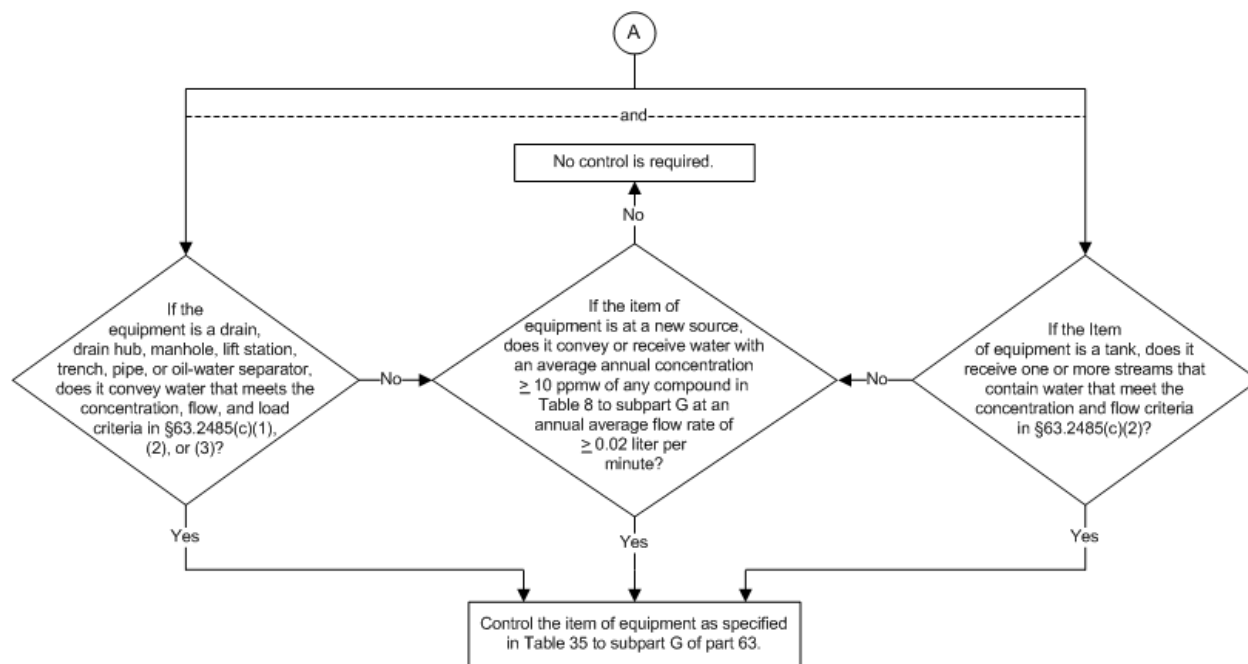 A
and
No control is required.
No
If the
equipment is a drain,
drain hub, manhole, lift station,
trench, pipe, or oil-water separator,
does it convey water that meets the
concentration, flow, and load
criteria in §63.2485(c)(1),
(2), or (3)?
No
If the item of
equipment is at a new source,
does it convey or receive water with
an average annual concentration
≥ 10 ppmw of any compound in
Table 8 to subpart G at an
annual average flow rate of
≥ 0.02 liter per
minute?
No
If the Item
of equipment is a tank, does it
receive one or more streams that
contain water that meet the
concentration and flow criteria
in §63.2485(c)(2)?
Yes
Yes
Yes
Control the item of equipment as specified
in Table 35 to subpart G of part 63.